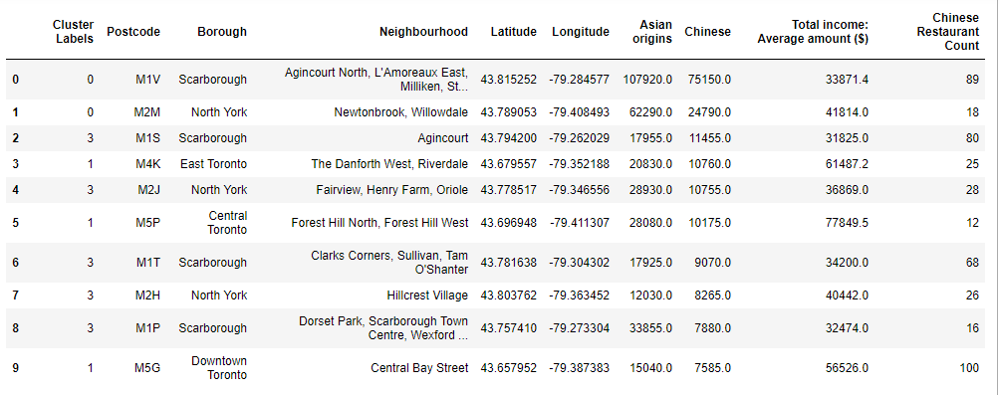 Cluster Labels Postcode Borough Neighbourhood Latitude Longitude Asian origins Chinese Total income: Average amount ($) Chinese Restaurant Count
0 0 M1V Scarborough Agincourt North, L'Amoreaux East, Milliken, St... 43.815252 -79.284577 107920.0 75150.0 33871.4 89
1 0 M2M North York Newtonbrook, Willowdale 43.789053 -79.408493 62290.0 24790.0 41814.0 18
2 3 M1S Scarborough Agincourt 43.794200 -79.262029 17955.0 11455.0 31825.0 80
3 1 M4K East Toronto The Danforth West, Riverdale 43.679557 -79.352188 20830.0 10760.0 61487.2 25
4 3 M2J North York Fairview, Henry Farm, Oriole 43.778517 -79.346556 28930.0 10755.0 36869.0 28
5 1 M5P Central Toronto Forest Hill North, Forest Hill West 43.696948 -79.411307 28080.0 10175.0 77849.5 12
6 3 M1T Scarborough Clarks Corners, Sullivan, Tam O'Shanter 43.781638 -79.304302 17925.0 9070.0 34200.0 68
7 3 M2H North York Hillcrest Village 43.803762 -79.363452 12030.0 8265.0 40442.0 26
8 3 M1P Scarborough Dorset Park, Scarborough Town Centre, Wexford ... 43.757410 -79.273304 33855.0 7880.0 32474.0 16
9 1 M5G Downtown Toronto Central Bay Street 43.657952 -79.387383 15040.0 7585.0 56526.0 100